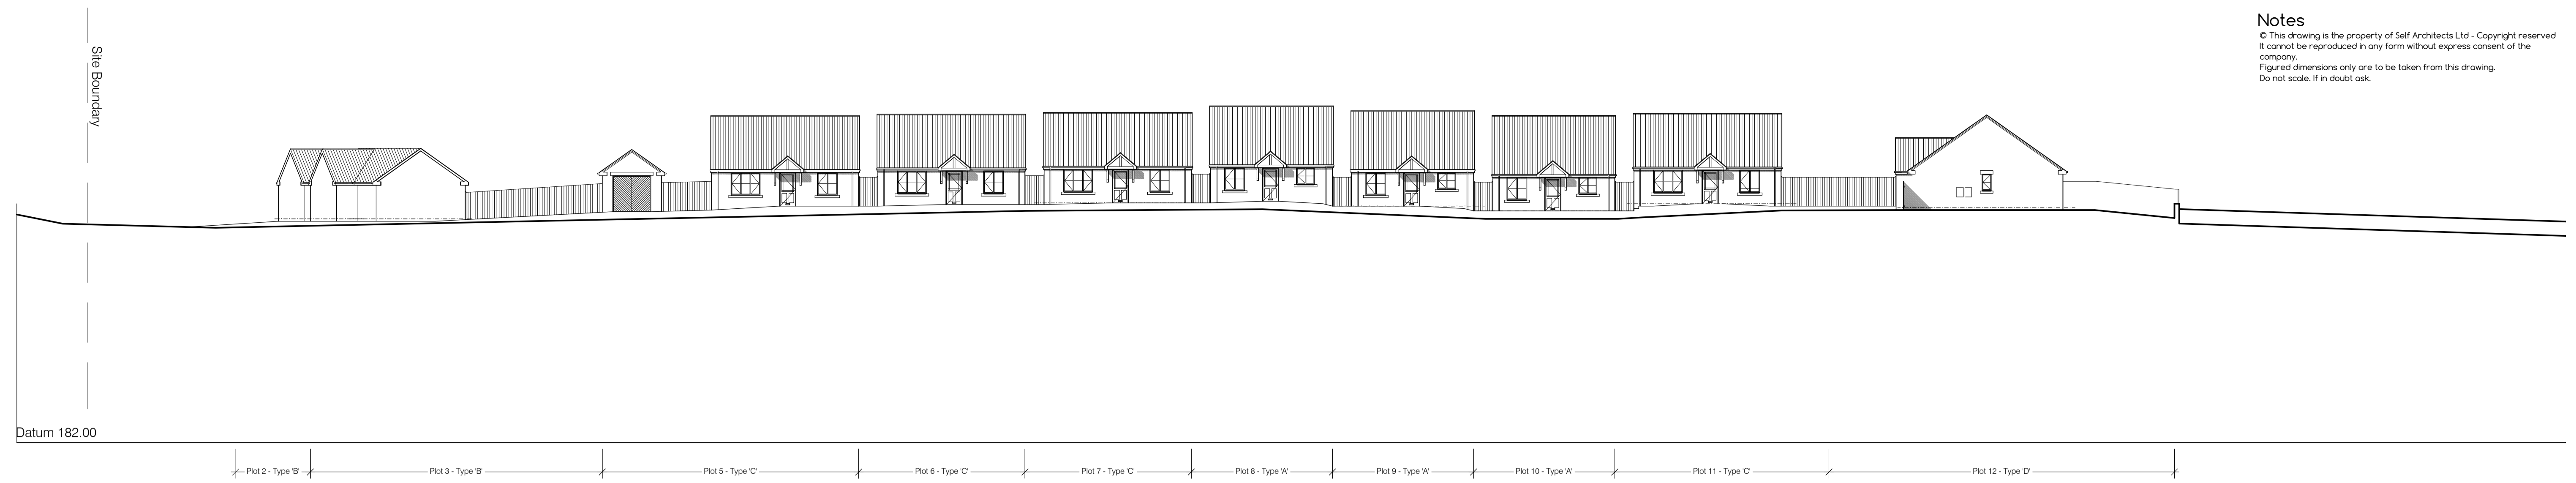 Notes
© This drawing is the property of Self Architects Ltd - Copyright reserved
It cannot be reproduced in any form without express consent of the
company.
Figured dimensions only are to be taken from this drawing.
Do not scale. If in doubt ask.
Site Boundary
Datum 182.00
Plot 2 - Type 'B'
Plot 3 - Type 'B'
Plot 5 - Type 'C'
Plot 6 - Type 'C'
Plot 7 - Type 'C'
Plot 8 - Type 'A'
Plot 9 - Type 'A'
Plot 10 - Type 'A'
Plot 11 - Type 'C'
Plot 12 - Type 'D'